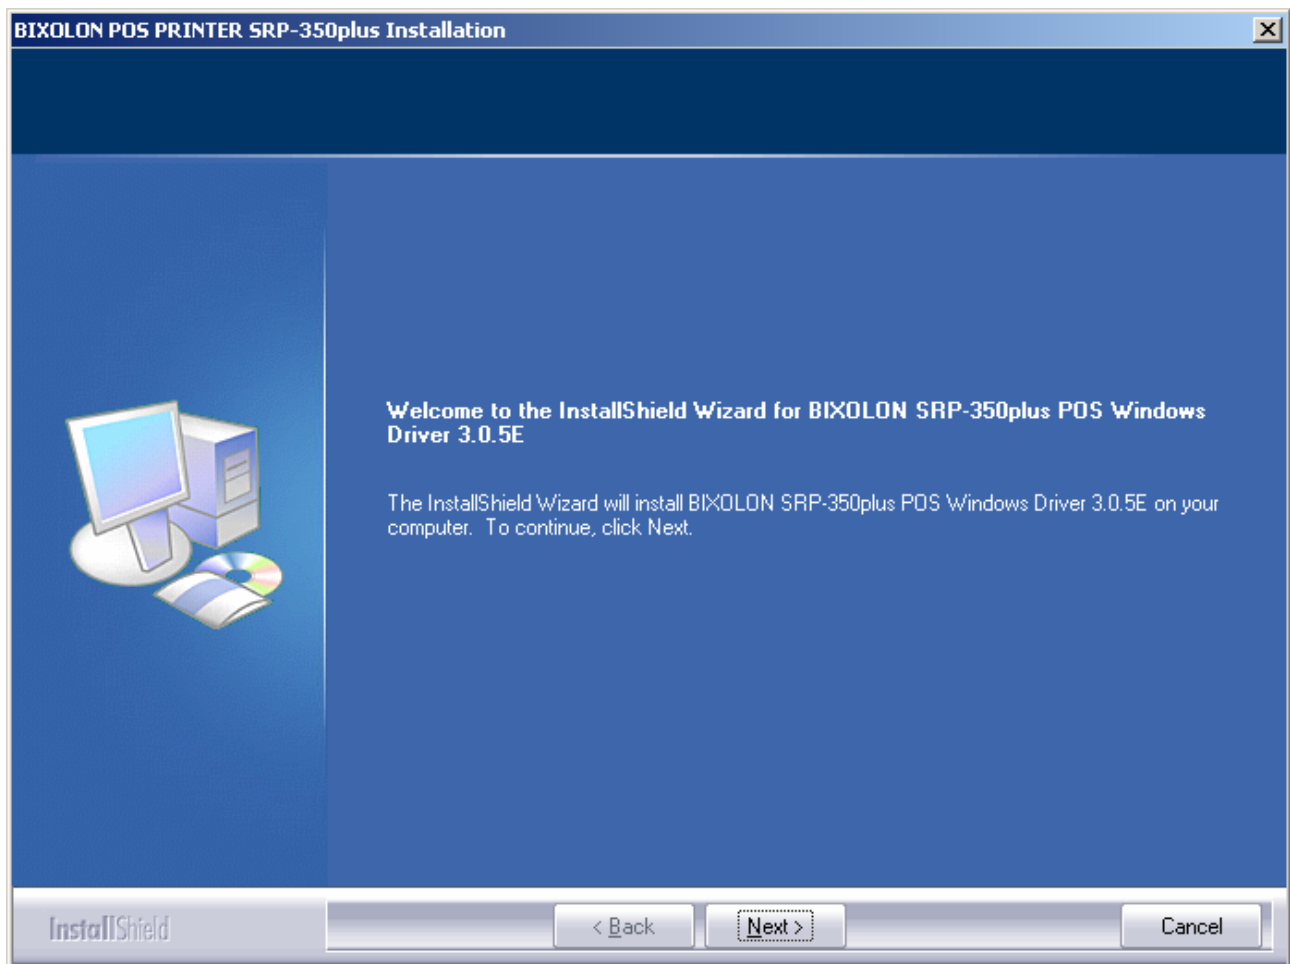 BIXOLON POS PRINTER SRP-350plus Installation
Welcome to the InstallShield Wizard for BIXOLON SRP-350plus POS Windows
Driver 3.0.5E
The InstallShield Wizard will install BIXOLON SRP-350plus POS Windows Driver 3.0.5E on your
computer.  To continue, click Next.
InstallShield
< Back
Next >
Cancel